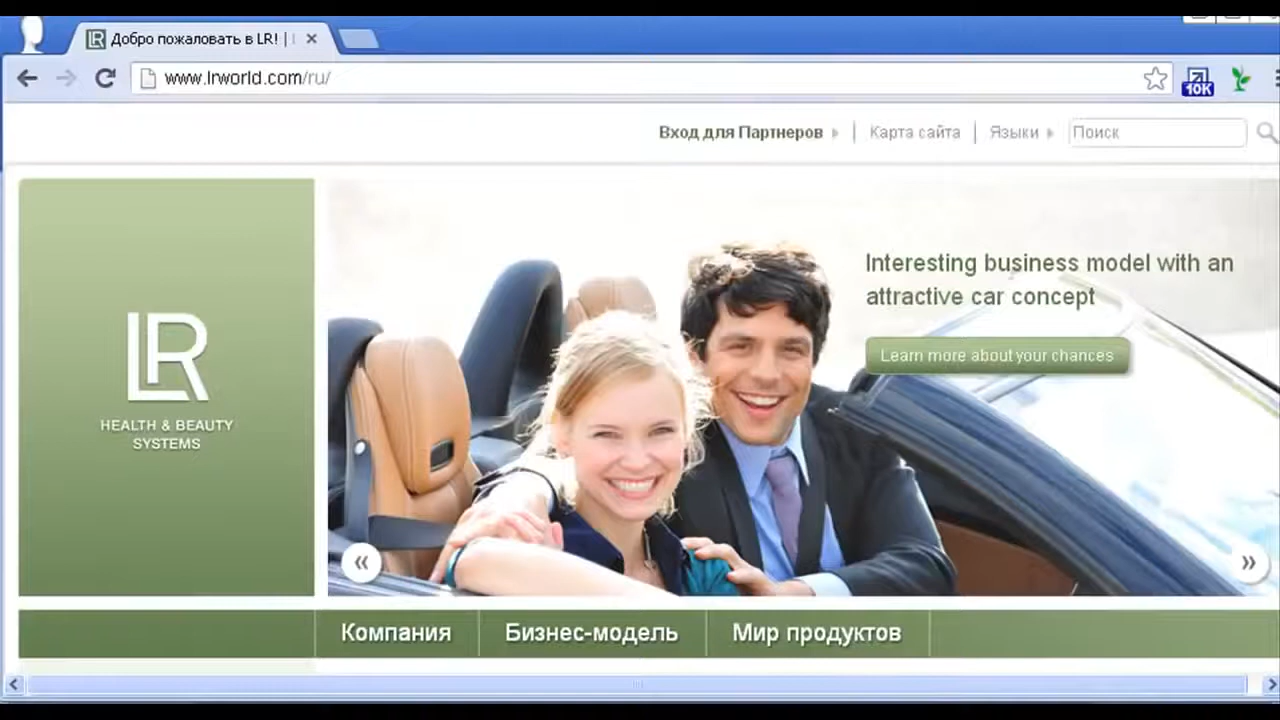 Добро пожаловать в LR! |
www.lrworld.com/ru/
10K
Вход для Партнеров
Карта сайта
Языки
Поиск
Interesting business model with an
attractive car concept
Learn more about your chances
LR
HEALTH & BEAUTY
SYSTEMS
Компания
Бизнес-модель
Мир продуктов